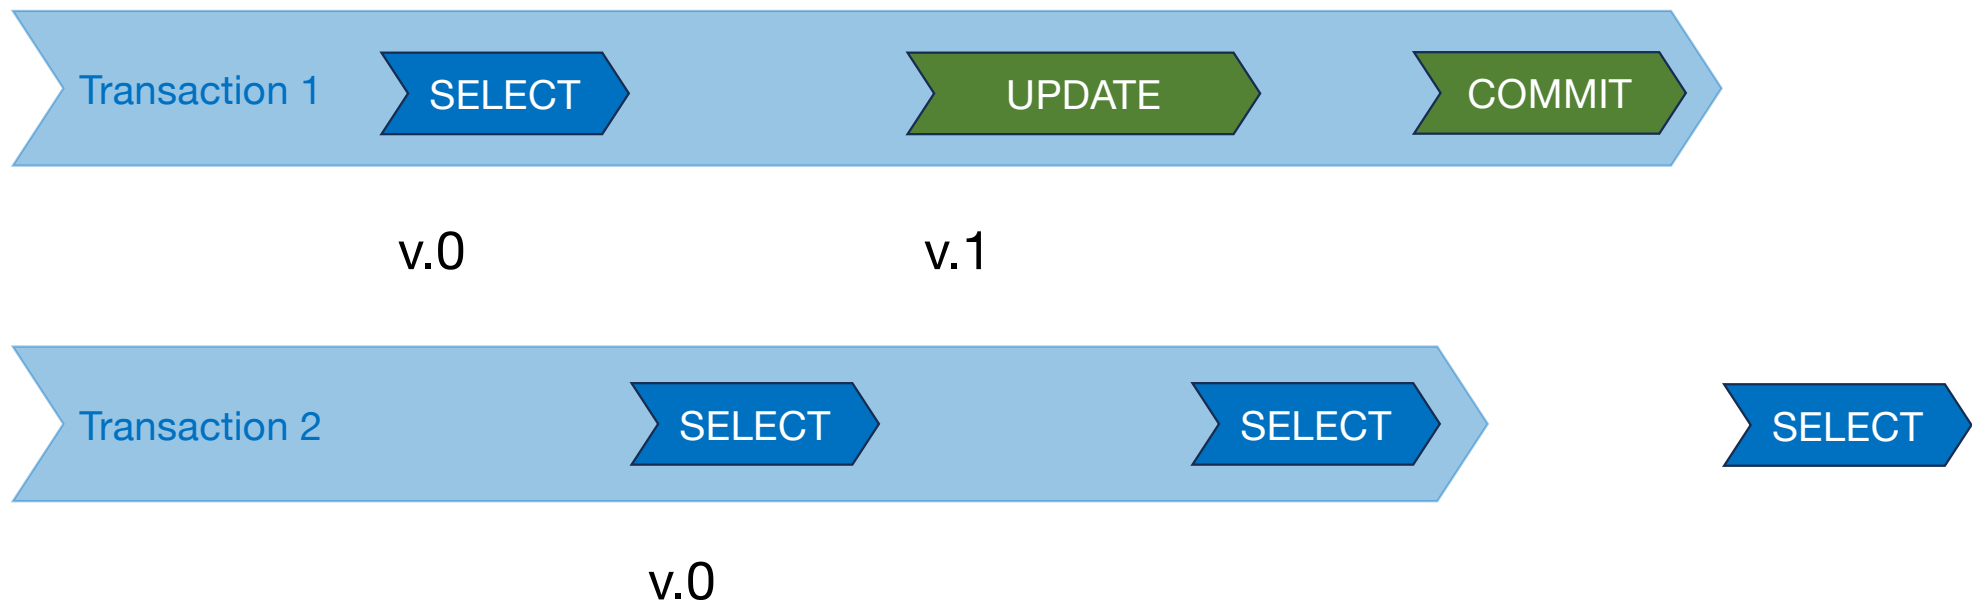 Transaction 1
SELECT
UPDATE
COMMIT
v.0
v.1
Transaction 2
SELECT
SELECT
SELECT
v.0